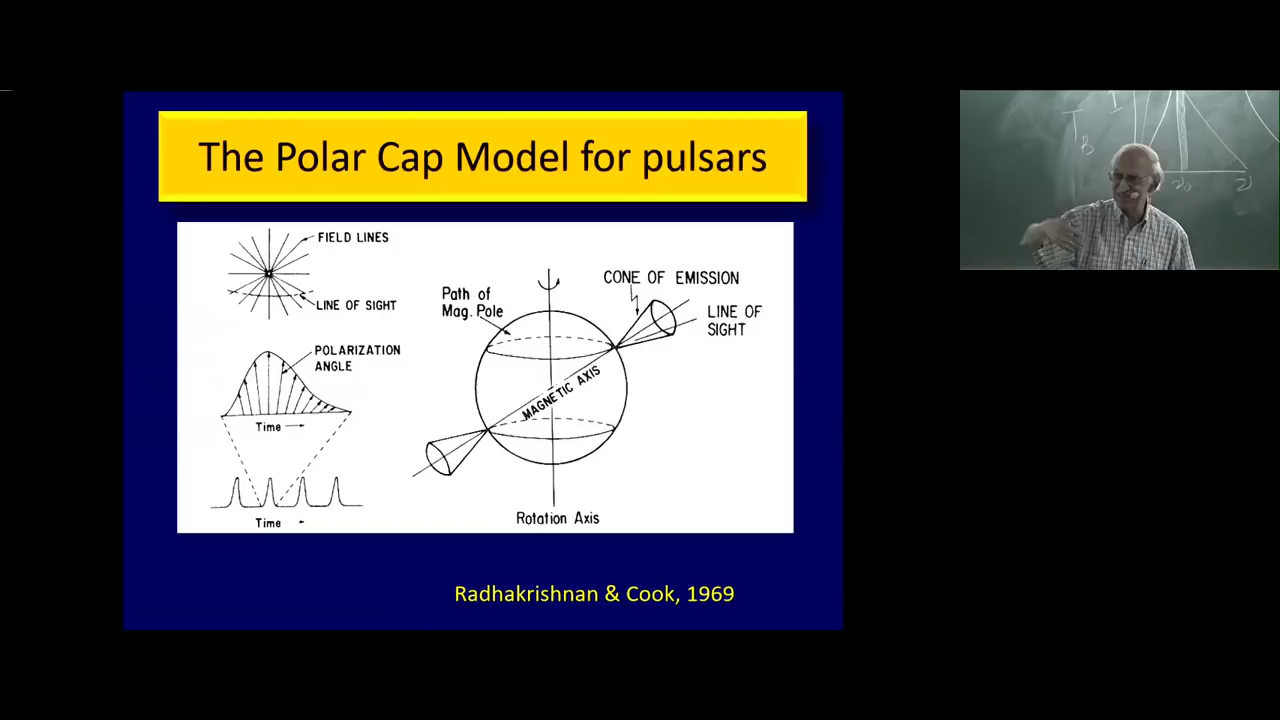 The Polar Cap Model for pulsars
FIELD LINES
LINE OF SIGHT
POLARIZATION
ANGLE
Time
Time
Path of
Mag. Pole
CONE OF EMISSION
LINE OF
SIGHT
MAGNETIC AXIS
Rotation Axis
Radhakrishnan & Cook, 1969